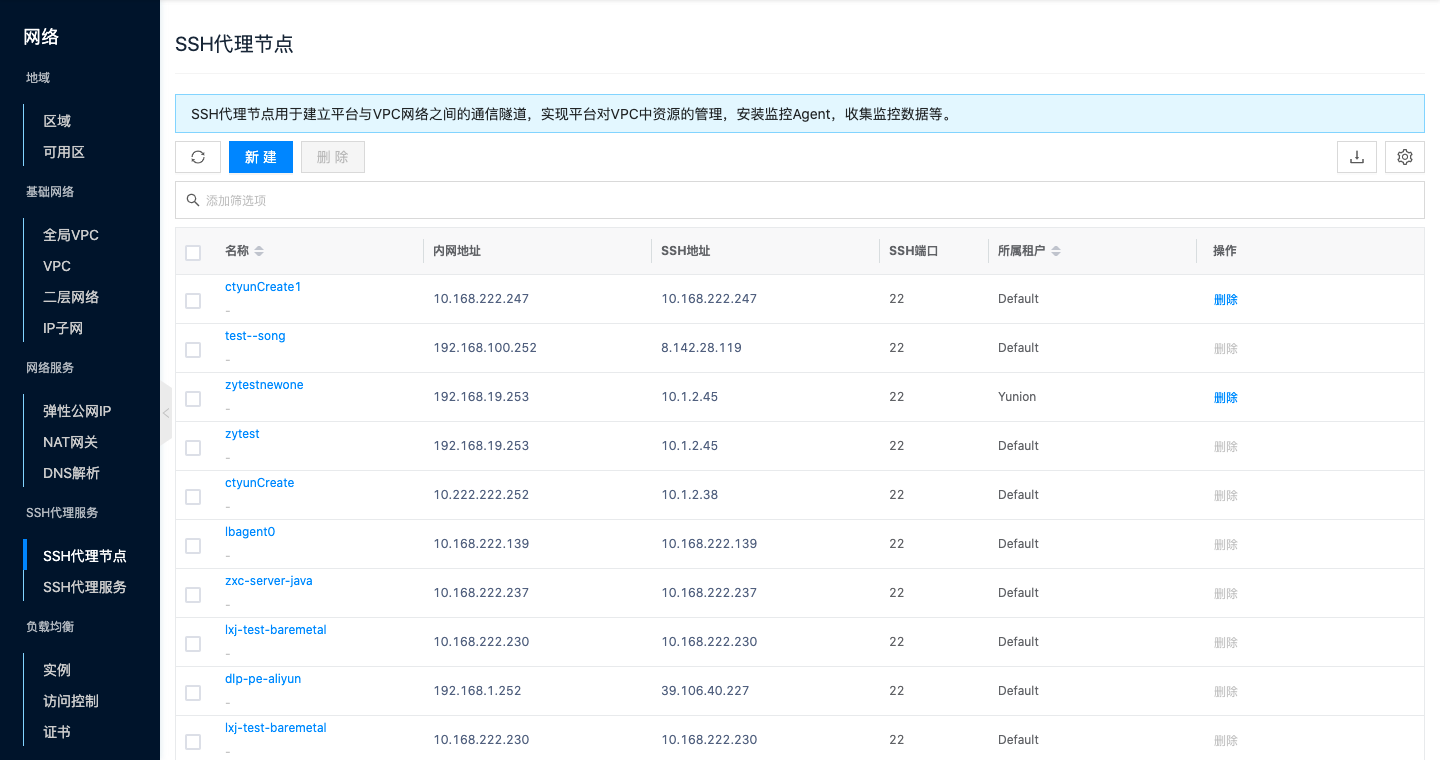 网络
地域
区域
可用区
基础网络
全局VPC
VPC
二层网络
IP子网
网络服务
弹性公网IP
NAT网关
DNS解析
SSH代理服务
SSH代理节点
SSH代理服务
负载均衡
实例
访问控制
证书
SSH代理节点
SSH代理节点用于建立平台与VPC网络之间的通信隧道，实现平台对VPC中资源的管理，安装监控Agent，收集监控数据等。
新 建 删 除
添加筛选项
名称 内网地址 SSH地址 SSH端口 所属租户 操作
ctyunCreate1
- 10.168.222.247 10.168.222.247 22 Default 删除
test--song
- 192.168.100.252 8.142.28.119 22 Default 删除
zytestnewone
- 192.168.19.253 10.1.2.45 22 Yunion 删除
zytest
- 192.168.19.253 10.1.2.45 22 Default 删除
ctyunCreate
- 10.222.222.252 10.1.2.38 22 Default 删除
lbagent0
- 10.168.222.139 10.168.222.139 22 Default 删除
zxc-server-java
- 10.168.222.237 10.168.222.237 22 Default 删除
lxj-test-baremetal
- 10.168.222.230 10.168.222.230 22 Default 删除
dlp-pe-aliyun
- 192.168.1.252 39.106.40.227 22 Default 删除
lxj-test-baremetal
- 10.168.222.230 10.168.222.230 22 Default 删除